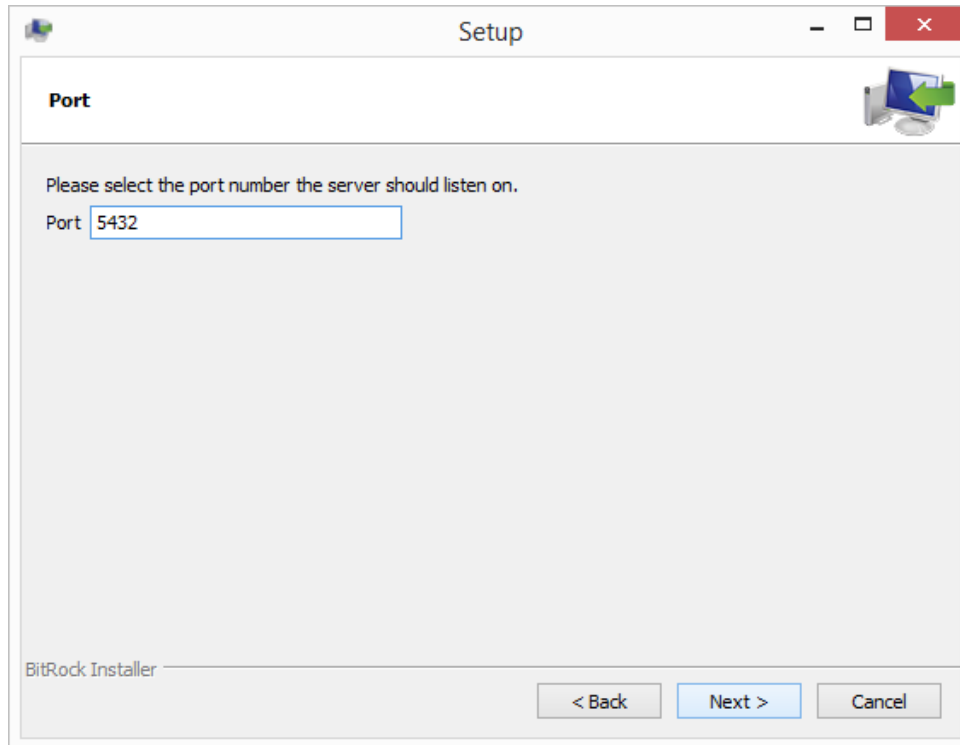 Setup
Port
Please select the port number the server should listen on.
Port 5432
BitRock Installer
< Back Next > Cancel